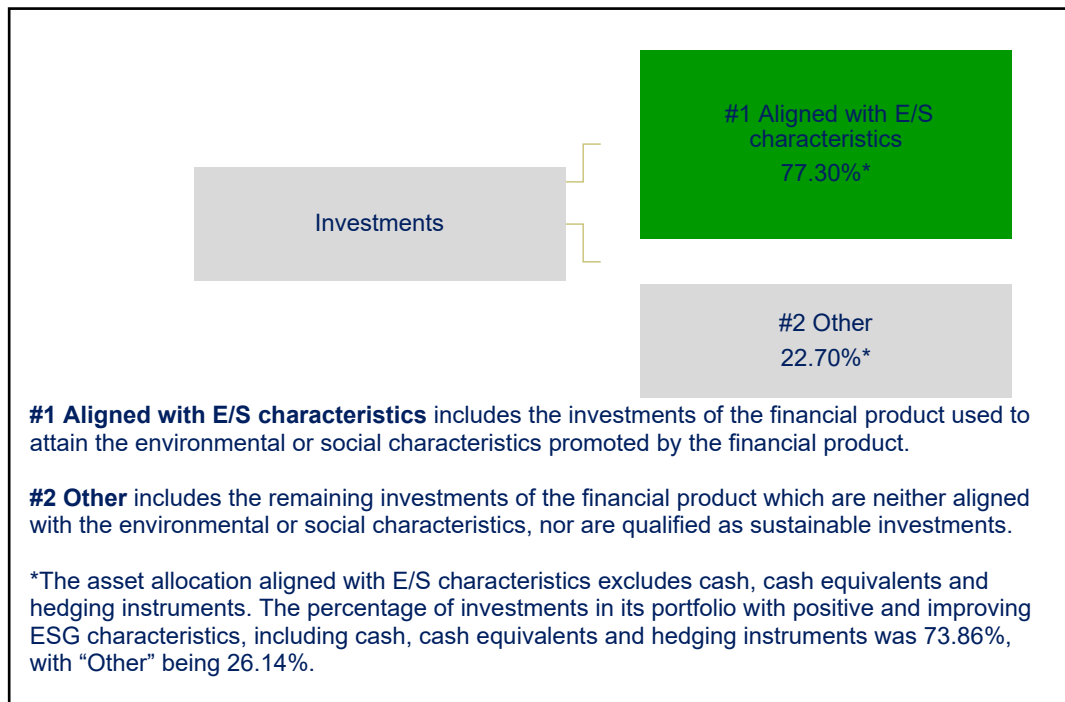 #1 Aligned with E/S
characteristics
77.30%*
Investments
#2 Other
22.70%*
#1 Aligned with E/S characteristics includes the investments of the financial product used to
attain the environmental or social characteristics promoted by the financial product.
#2 Other includes the remaining investments of the financial product which are neither aligned
with the environmental or social characteristics, nor are qualified as sustainable investments.
*The asset allocation aligned with E/S characteristics excludes cash, cash equivalents and
hedging instruments. The percentage of investments in its portfolio with positive and improving
ESG characteristics, including cash, cash equivalents and hedging instruments was 73.86%,
with “Other” being 26.14%.